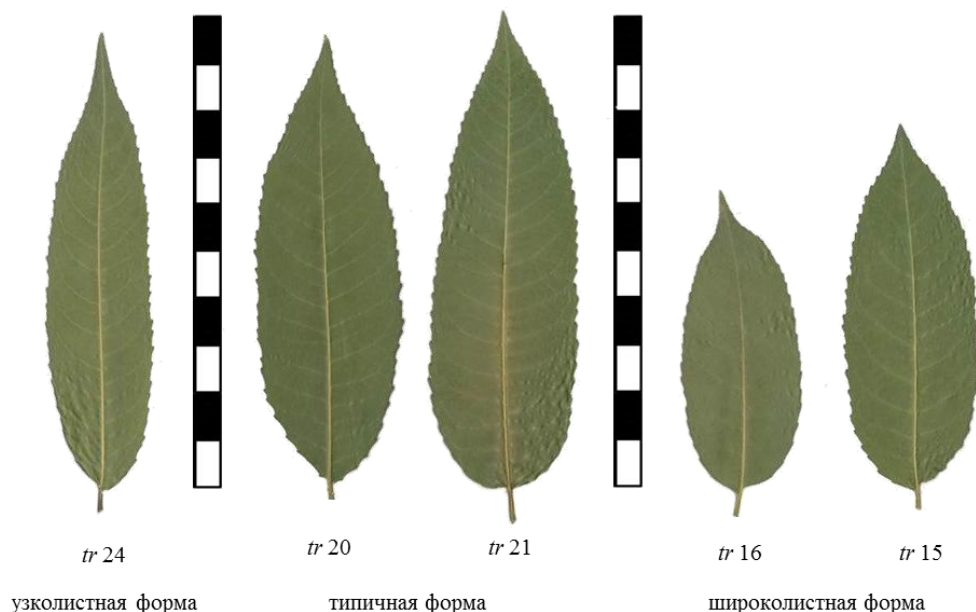 tr 24
tr 20
tr 21
tr 16
tr 15
узколистная форма
типичная форма
широколистная форма